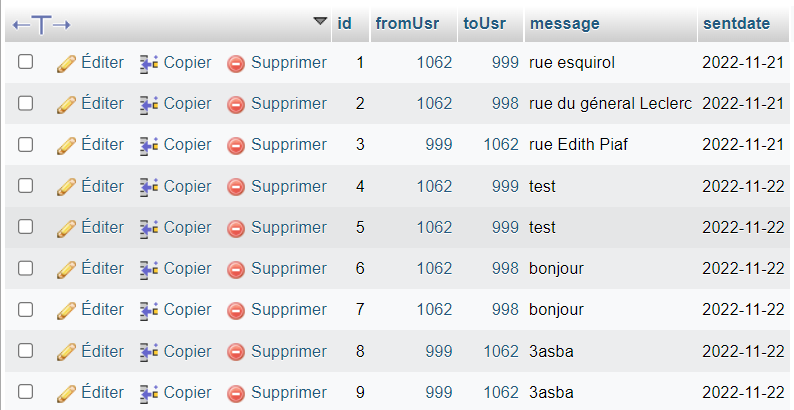 id fromUsr toUsr message sentdate
Éditer Copier Supprimer 1 1062 999 rue esquirol 2022-11-21
Éditer Copier Supprimer 2 1062 998 rue du géneral Leclerc 2022-11-21
Éditer Copier Supprimer 3 999 1062 rue Edith Piaf 2022-11-21
Éditer Copier Supprimer 4 1062 999 test 2022-11-22
Éditer Copier Supprimer 5 1062 999 test 2022-11-22
Éditer Copier Supprimer 6 1062 998 bonjour 2022-11-22
Éditer Copier Supprimer 7 1062 998 bonjour 2022-11-22
Éditer Copier Supprimer 8 999 1062 3asba 2022-11-22
Éditer Copier Supprimer 9 999 1062 3asba 2022-11-22